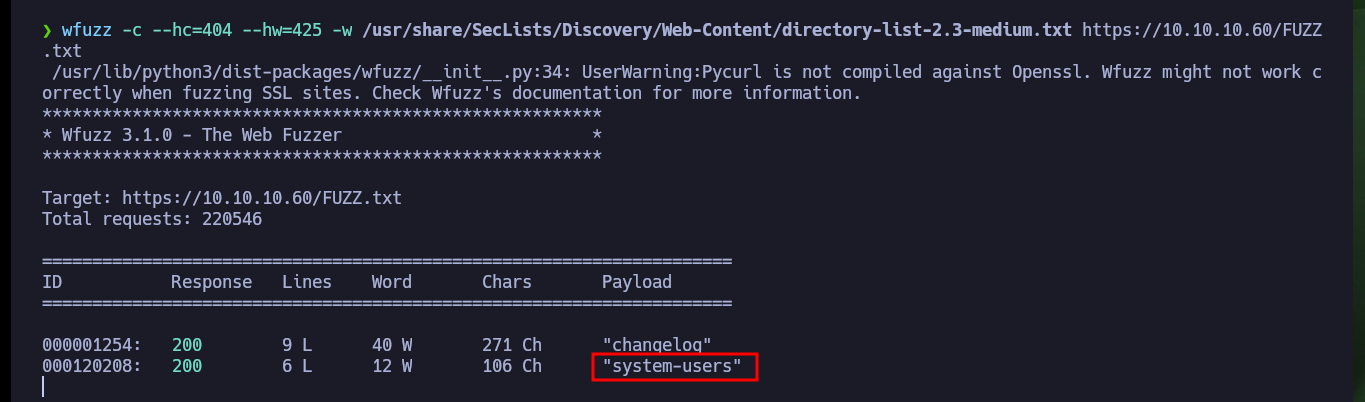 ❯ wfuzz -c --hc=404 --hw=425 -w /usr/share/SecLists/Discovery/Web-Content/directory-list-2.3-medium.txt https://10.10.10.60/FUZZ
.txt
/usr/lib/python3/dist-packages/wfuzz/__init__.py:34: UserWarning:Pycurl is not compiled against Openssl. Wfuzz might not work c
orrectly when fuzzing SSL sites. Check Wfuzz's documentation for more information.
********************************************************
* Wfuzz 3.1.0 - The Web Fuzzer                         *
********************************************************
Target: https://10.10.10.60/FUZZ.txt
Total requests: 220546
=====================================================================
ID           Response   Lines    Word       Chars       Payload
=====================================================================
000001254:   200        9 L      40 W       271 Ch      "changelog"
000120208:   200        6 L      12 W       106 Ch      "system-users"